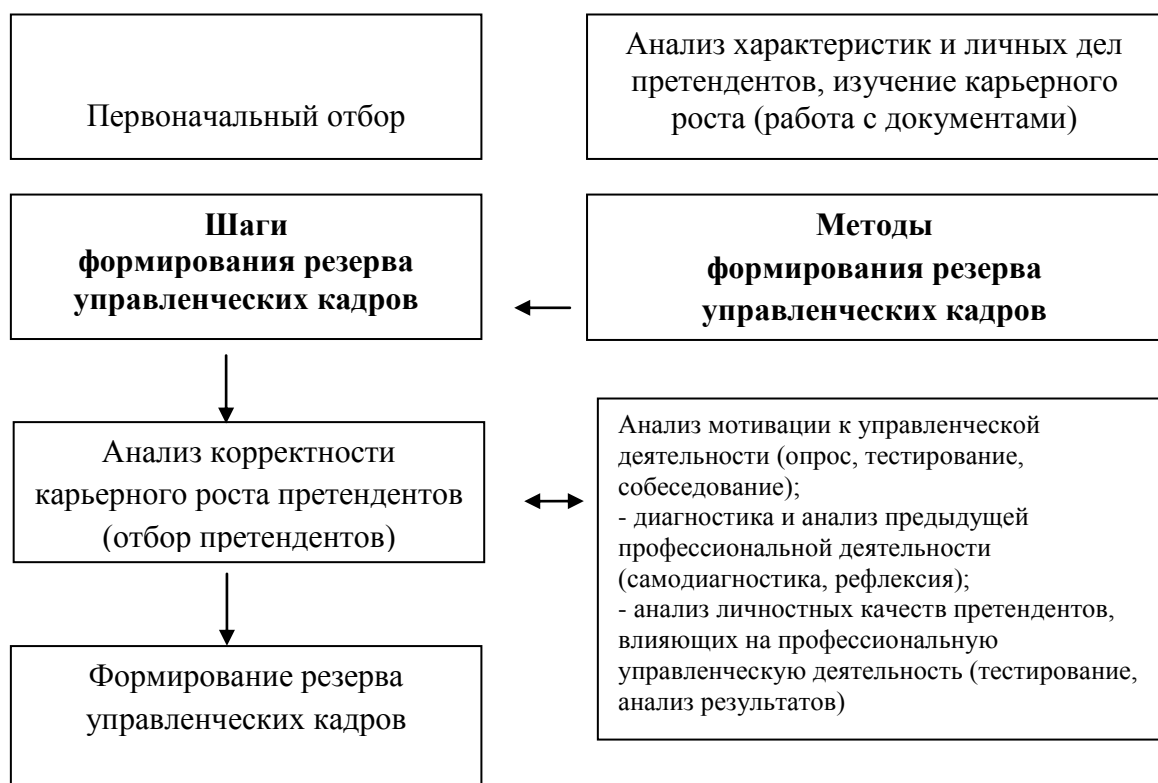 Первоначальный отбор
Анализ характеристик и личных дел
претендентов, изучение карьерного
роста (работа с документами)
Шаги
формирования резерва
управленческих кадров
Методы
формирования резерва
управленческих кадров
Анализ корректности
карьерного роста претендентов
(отбор претендентов)
Анализ мотивации к управленческой
деятельности (опрос, тестирование,
собеседование);
- диагностика и анализ предыдущей
профессиональной деятельности
(самодиагностика, рефлексия);
- анализ личностных качеств претендентов,
влияющих на профессиональную
управленческую деятельность (тестирование,
анализ результатов)
Формирование резерва
управленческих кадров